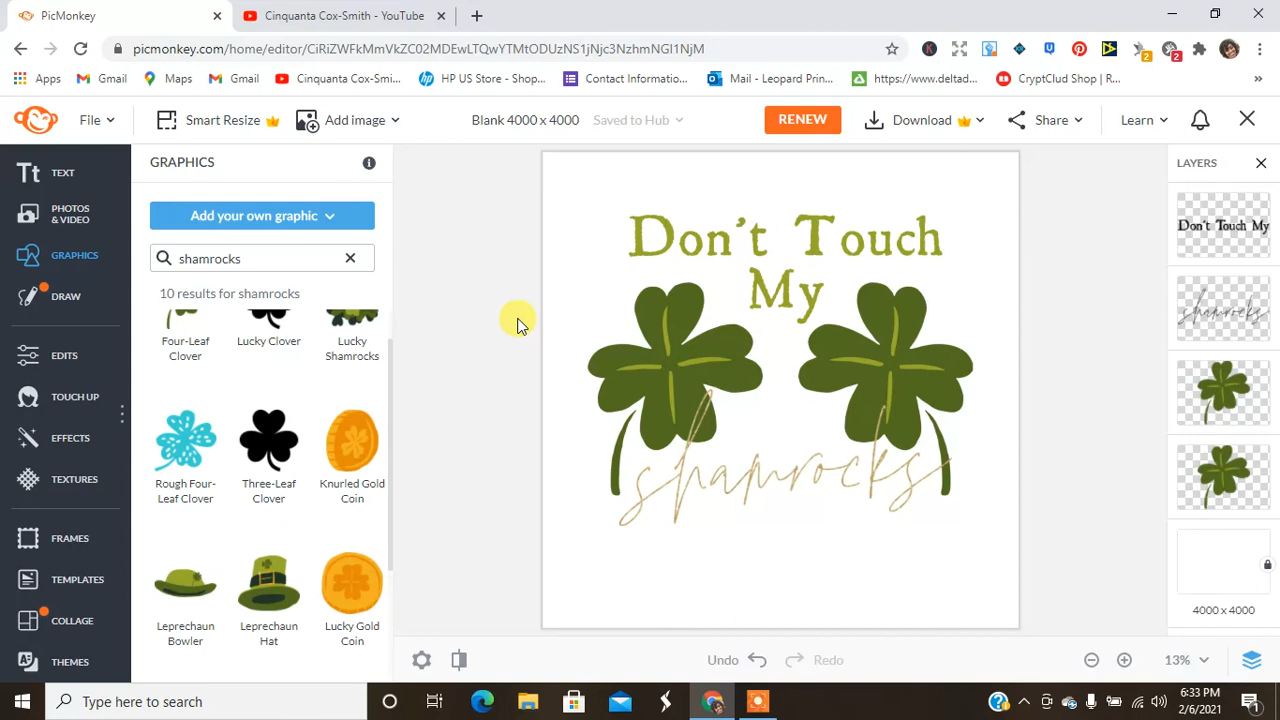 PicMonkey
Cinquanta Cox-Smith - YouTube
picmonkey.com/home/editor/CiRiZWFkMmVkZC02MDEwLTQwYTMtODUzNS1jNjc3NzhmNGI1NjM
Apps
Gmail
Maps
Gmail
Cinquanta Cox-Smi...
HP US Store - Shop...
Contact Informatio...
Mail - Leopard Prin...
https://www.deltad...
CryptClud Shop | R...
File
Smart Resize
Add image
Blank 4000 x 4000
Saved to Hub
RENEW
Download
Share
Learn
Tt TEXT
PHOTOS
& VIDEO
GRAPHICS
DRAW
EDITS
TOUCH UP
EFFECTS
TEXTURES
FRAMES
TEMPLATES
COLLAGE
THEMES
GRAPHICS
Add your own graphic
shamrocks
10 results for shamrocks
Four-Leaf
Clover
Lucky Clover
Lucky
Shamrocks
Rough Four-
Leaf Clover
Three-Leaf
Clover
Knurled Gold
Coin
Leprechaun
Bowler
Leprechaun
Hat
Lucky Gold
Coin
Don't Touch
My
shamrocks
LAYERS
Don't Touch My
shamrocks
4000 x 4000
Undo
Redo
13%
Type here to search
6:33 PM
2/6/2021